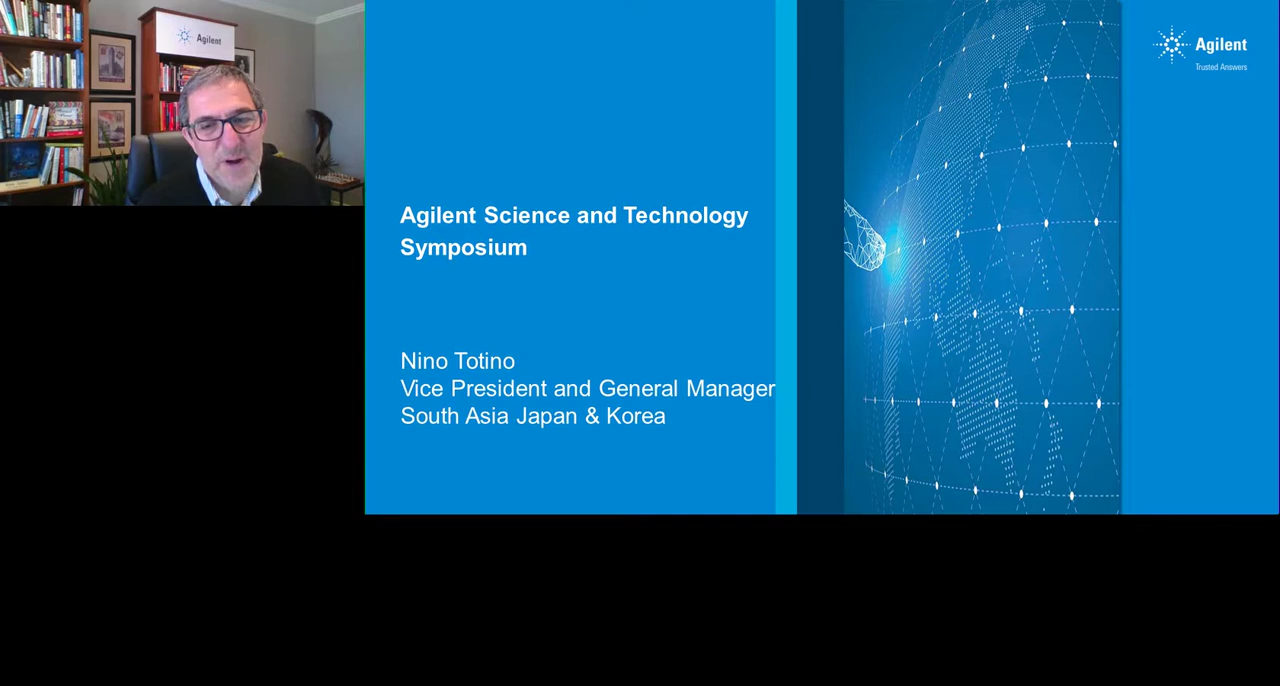 Agilent
Agilent
Trusted Answers
Agilent Science and Technology
Symposium
Nino Totino
Vice President and General Manager
South Asia Japan & Korea